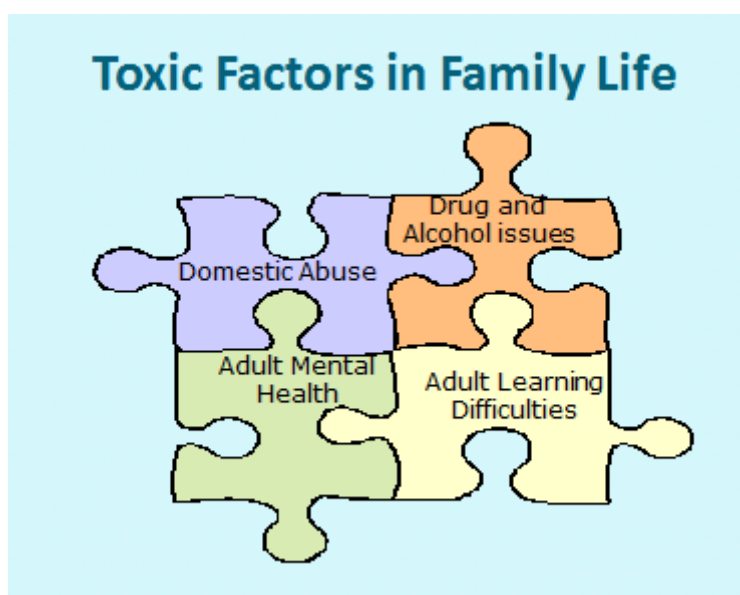 Toxic Factors in Family Life
Drug and
Alcohol issues
Domestic Abuse
Adult Mental
Health
Adult Learning
Difficulties